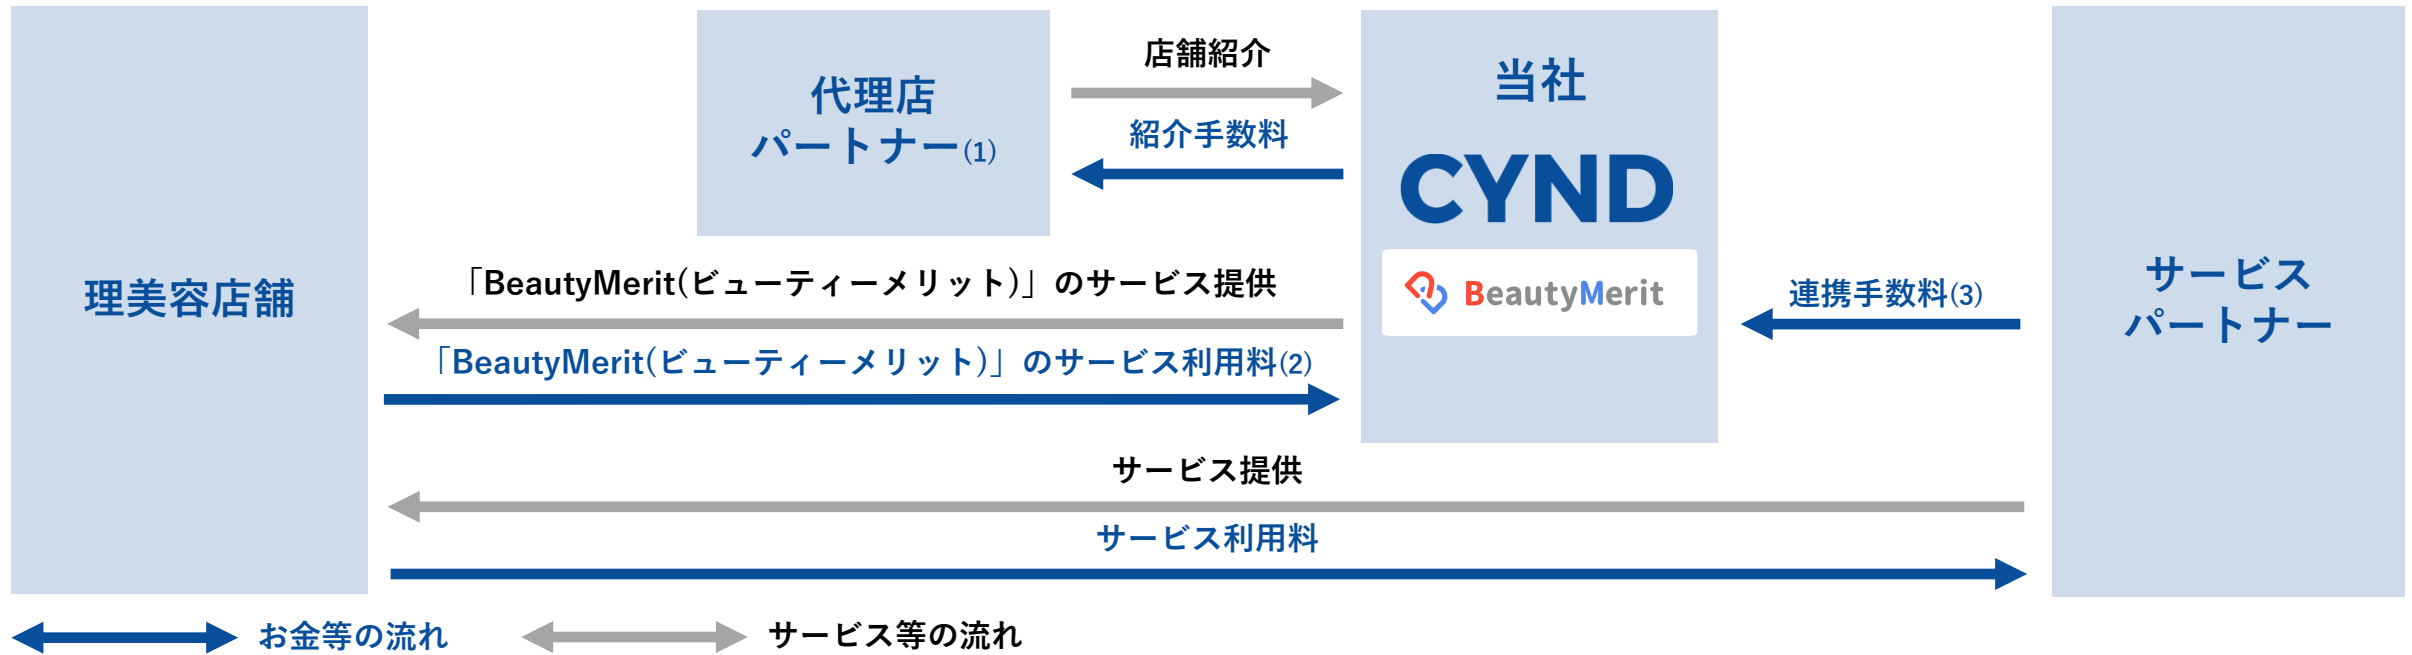 理美容店舗
代理店
パートナー(1)
店舗紹介
紹介手数料
当社
CYND
BeautyMerit
「BeautyMerit(ビューティーメリット)」のサービス提供
「BeautyMerit(ビューティーメリット)」のサービス利用料(2)
連携手数料(3)
サービス
パートナー
サービス提供
サービス利用料
お金等の流れ
サービス等の流れ